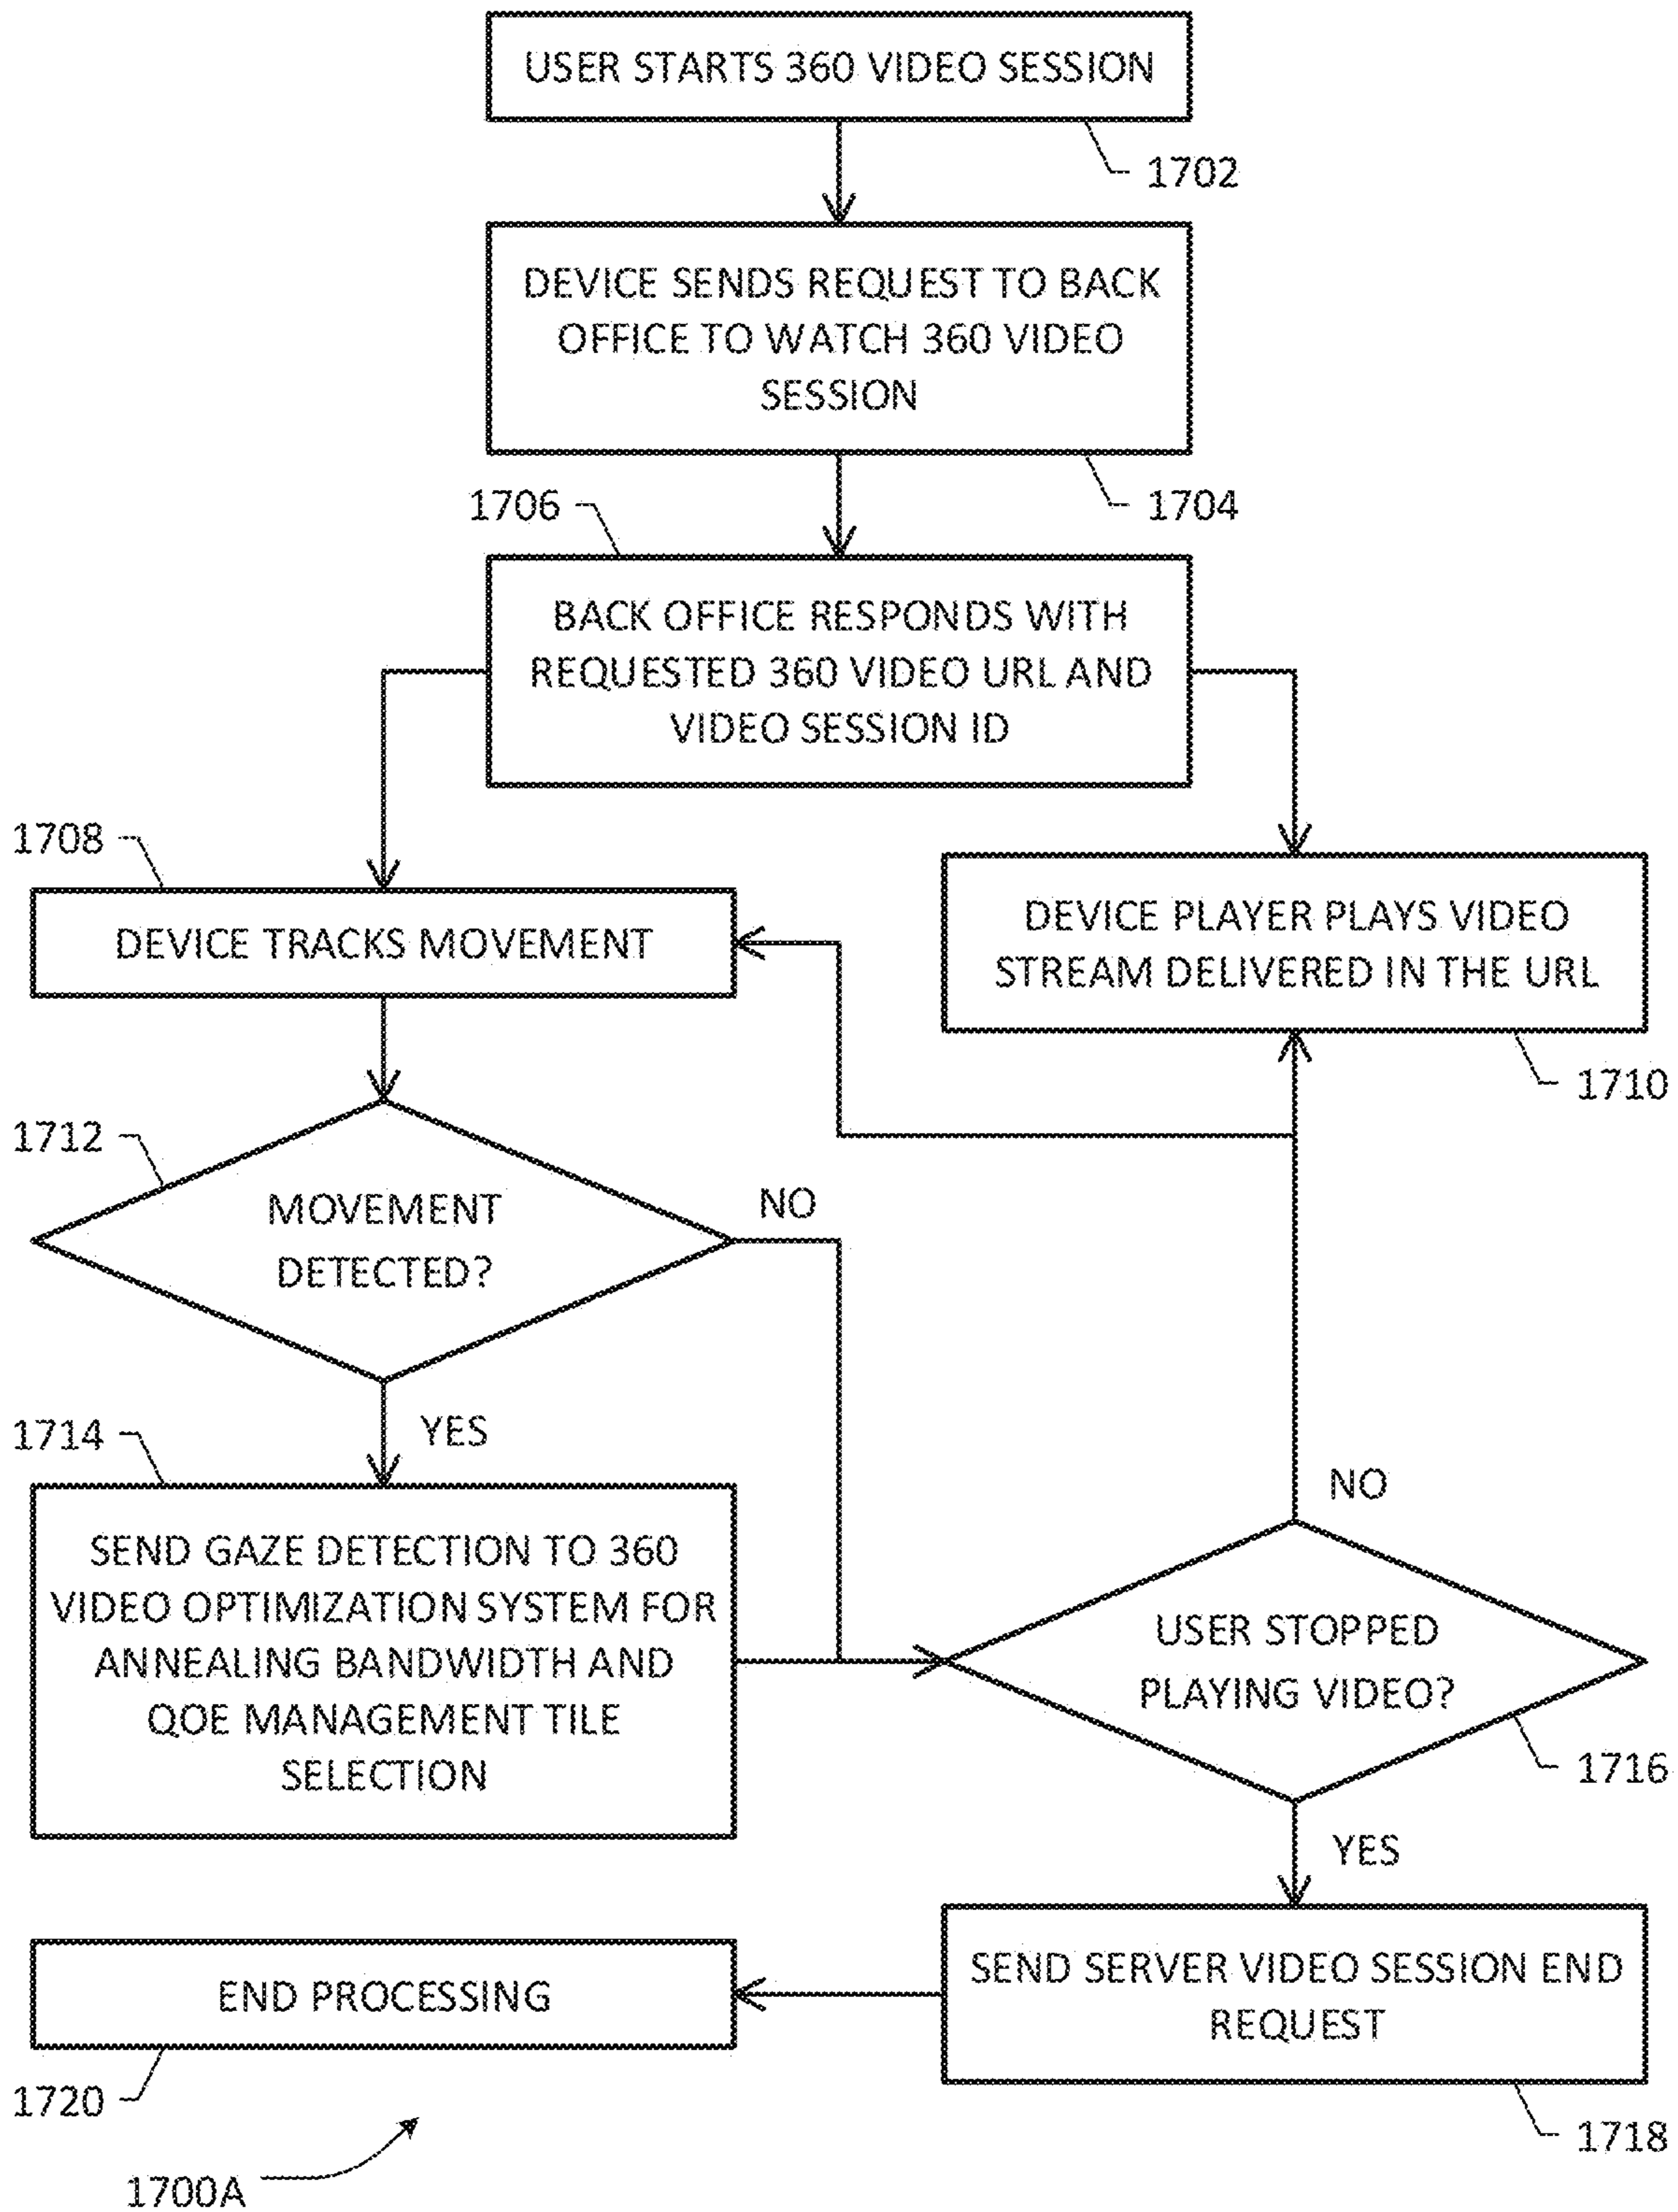 USER STARTS 360 VIDEO SESSION
1702
DEVICE SENDS REQUEST TO BACK
OFFICE TO WATCH 360 VIDEO
SESSION
1704
1706
BACK OFFICE RESPONDS WITH
REQUESTED 360 VIDEO URL AND
VIDEO SESSION ID
1708
DEVICE TRACKS MOVEMENT
DEVICE PLAYER PLAYS VIDEO
STREAM DELIVERED IN THE URL
1710
1712
MOVEMENT
DETECTED?
NO
YES
1714
SEND GAZE DETECTION TO 360
VIDEO OPTIMIZATION SYSTEM FOR
ANNEALING BANDWIDTH AND
QOE MANAGEMENT TILE
SELECTION
NO
USER STOPPED
PLAYING VIDEO?
1716
YES
SEND SERVER VIDEO SESSION END
REQUEST
1718
END PROCESSING
1720
1700A